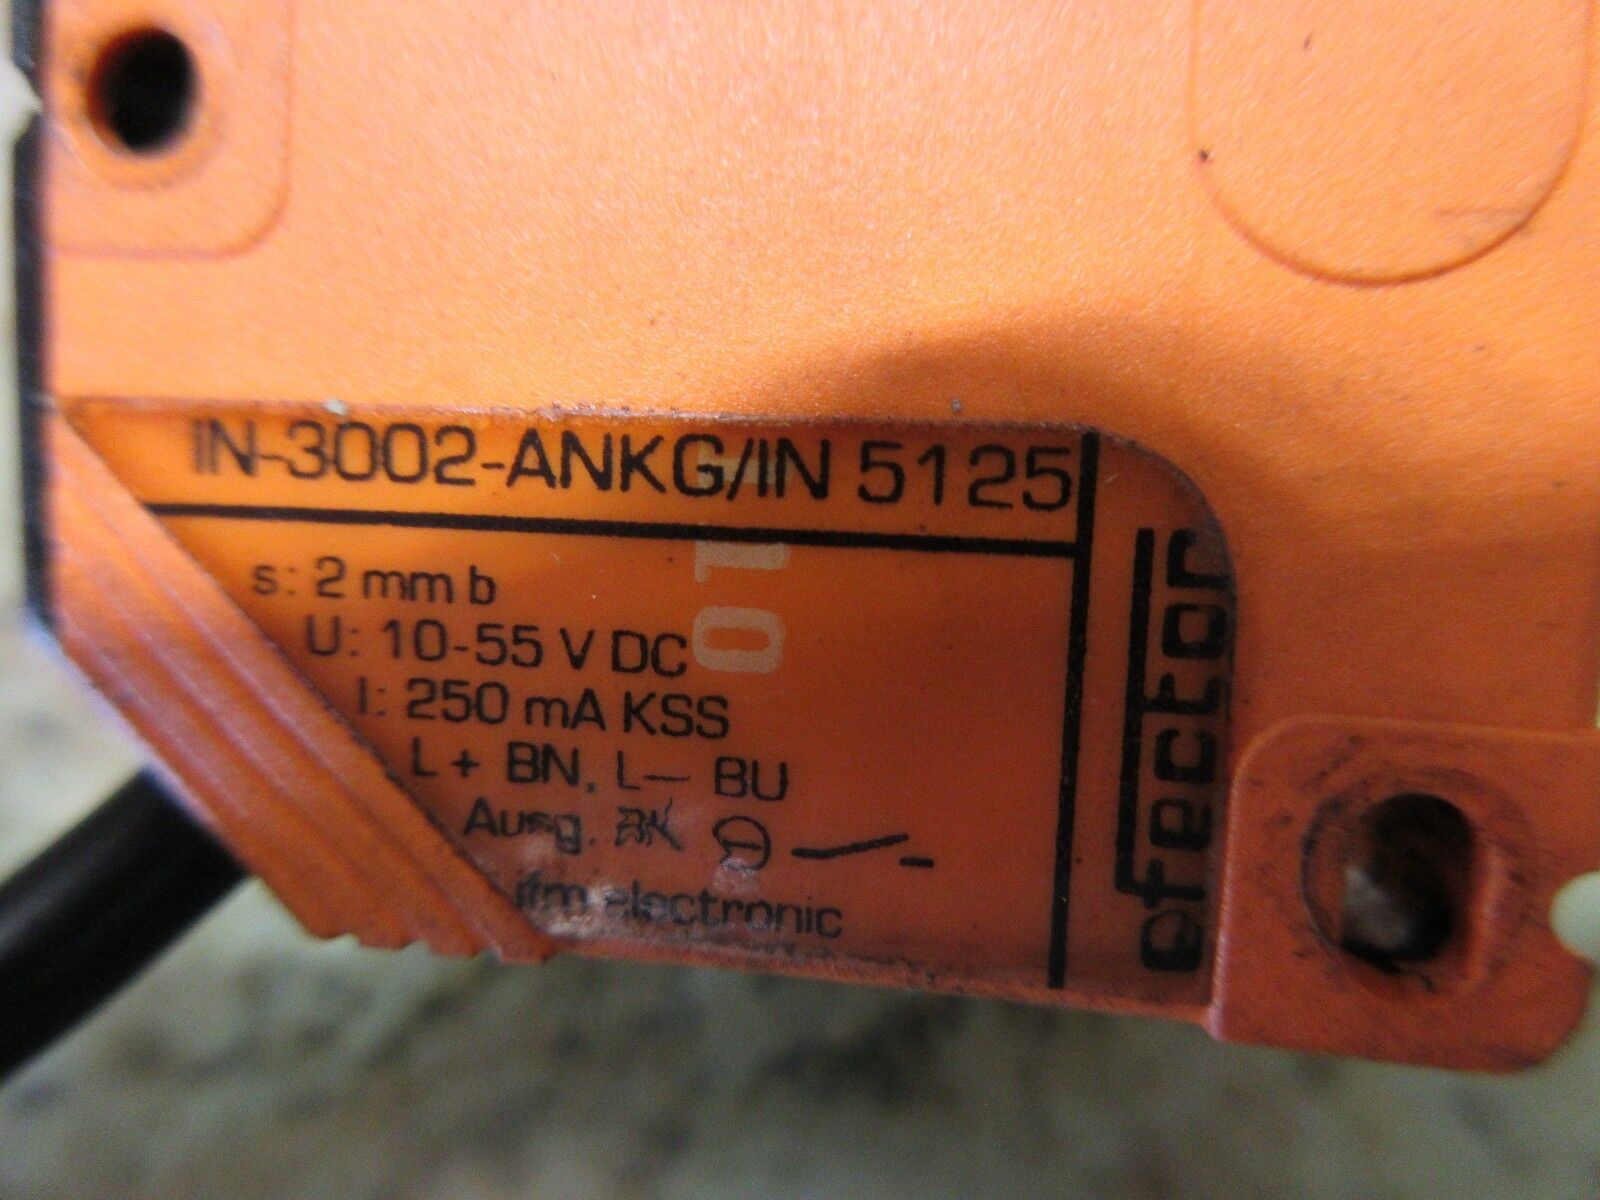 IN-3002-ANKG/IN 5125
s: 2 mm b
U: 10-55 V DC
I: 250 mA KSS
L+ BN, L— BU
Ausg. BK
ifm electronic
efector